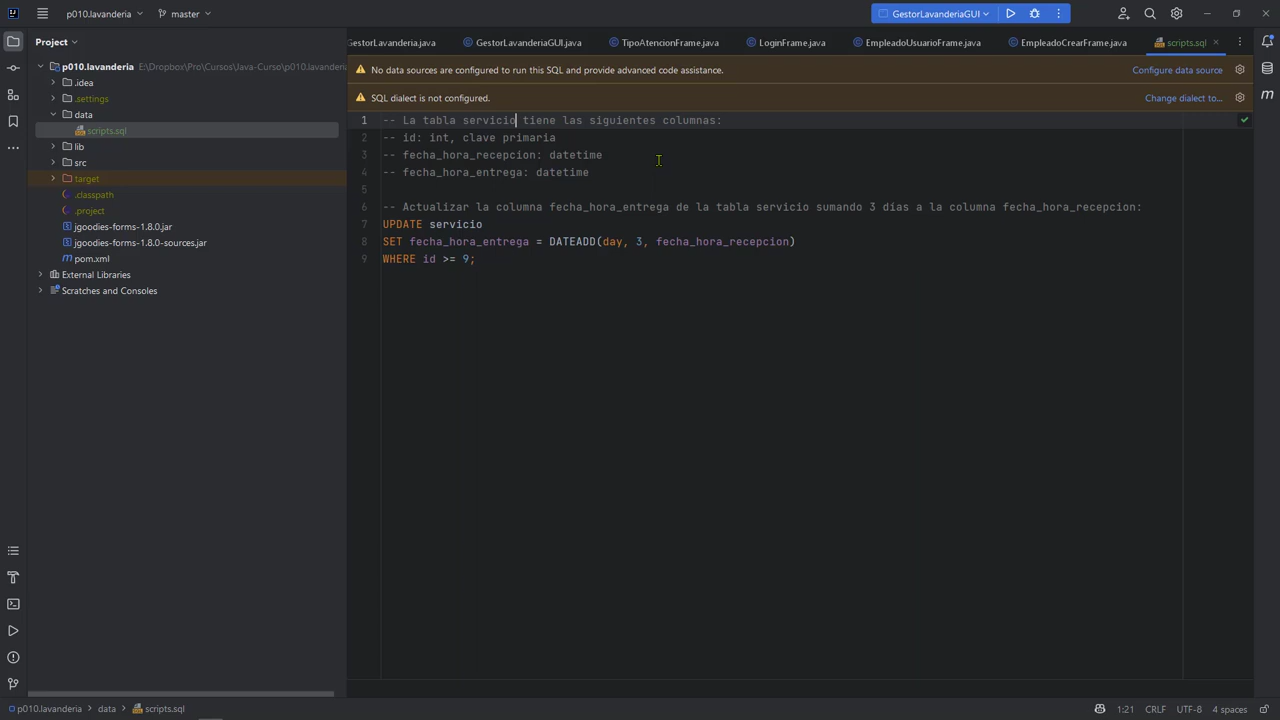 p010.lavanderia
master
GestorLavanderiaGUI
Project
GestorLavanderia.java
GestorLavanderiaGUI.java
TipoAtencionFrame.java
LoginFrame.java
EmpleadoUsuarioFrame.java
EmpleadoCrearFrame.java
scripts.sql
p010.lavanderia E:\Dropbox\Pro\Cursos\Java-Curso\p010.lavanderia
.idea
.settings
data
scripts.sql
lib
src
target
.classpath
.project
jgoodies-forms-1.8.0.jar
jgoodies-forms-1.8.0-sources.jar
pom.xml
External Libraries
Scratches and Consoles
No data sources are configured to run this SQL and provide advanced code assistance.
Configure data source
SQL dialect is not configured.
Change dialect to...
1 -- La tabla servicio tiene las siguientes columnas:
2 -- id: int, clave primaria
3 -- fecha_hora_recepcion: datetime
4 -- fecha_hora_entrega: datetime
5
6 -- Actualizar la columna fecha_hora_entrega de la tabla servicio sumando 3 días a la columna fecha_hora_recepcion:
7 UPDATE servicio
8 SET fecha_hora_entrega = DATEADD(day, 3, fecha_hora_recepcion)
9 WHERE id >= 9;
p010.lavanderia > data > scripts.sql
1:21 CRLF UTF-8 4 spaces